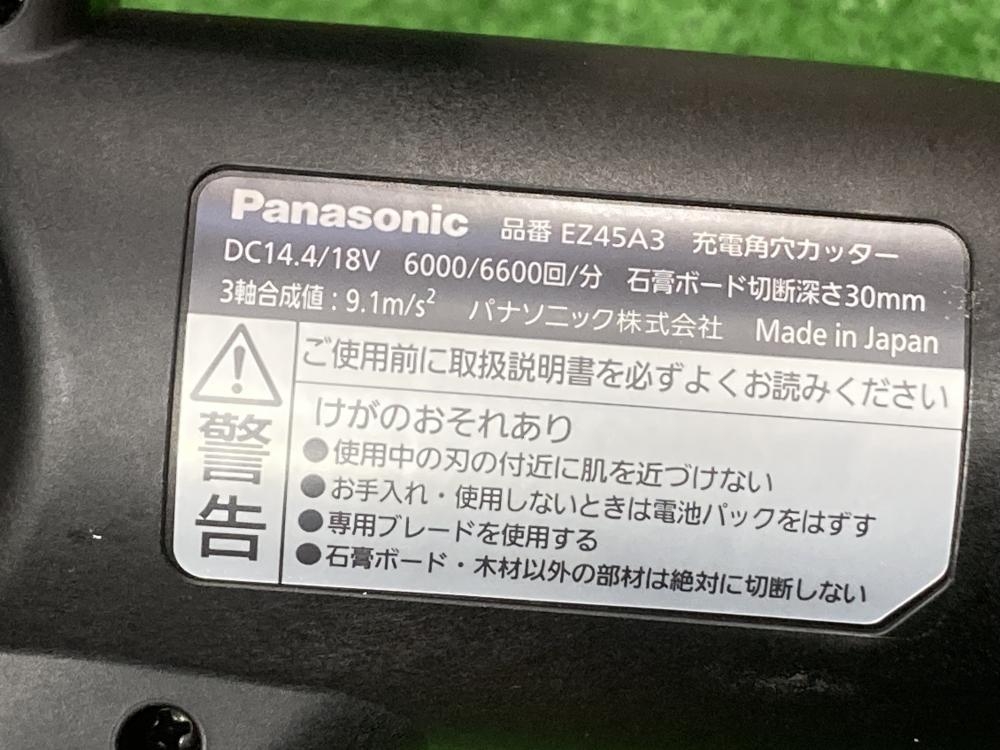 Panasonic 品番 EZ45A3 充電角穴カッター
DC14.4/18V 6000/6600回/分 石膏ボード切断深さ30mm
3軸合成値：9.1m/s² パナソニック株式会社 Made in Japan
警告
ご使用前に取扱説明書を必ずよくお読みください
けがのおそれあり
●使用中の刃の付近に肌を近づけない
●お手入れ・使用しないときは電池パックをはずす
●専用ブレードを使用する
●石膏ボード・木材以外の部材は絶対に切断しない